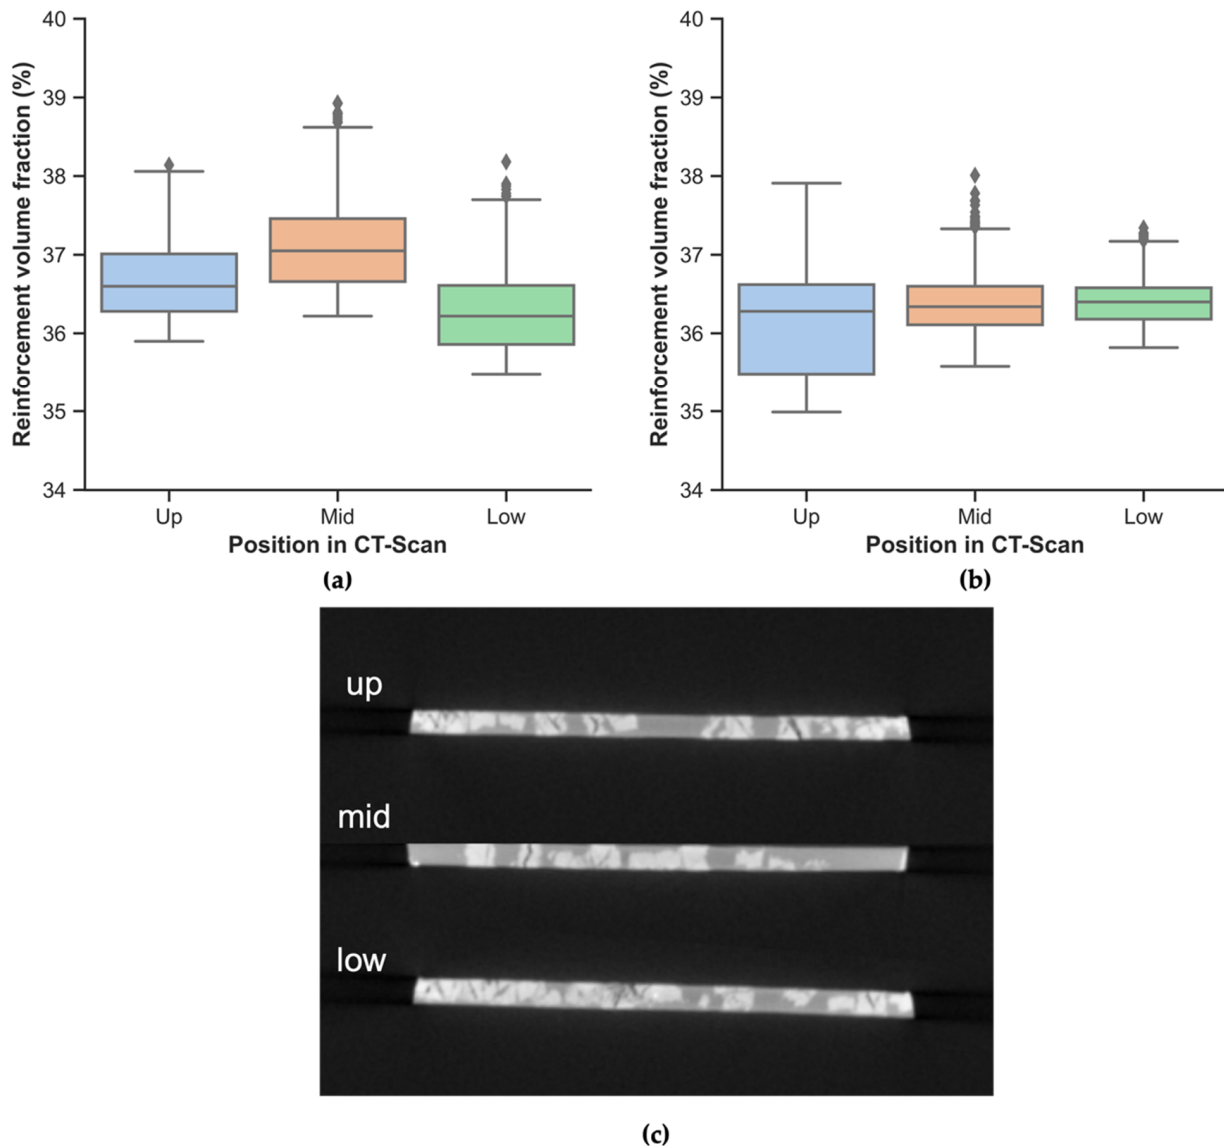 40
39
38
37
36
35
34
Reinforcement volume fraction (%)
Up Mid Low
Position in CT-Scan
(a)
40
39
38
37
36
35
34
Reinforcement volume fraction (%)
Up Mid Low
Position in CT-Scan
(b)
up
mid
low
(c)